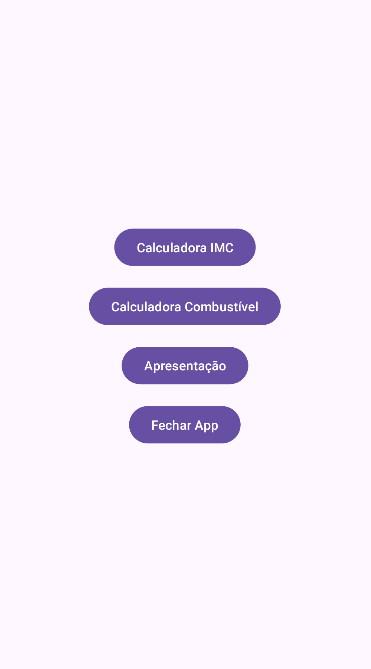 Calculadora IMC
Calculadora Combustível
Apresentação
Fechar App